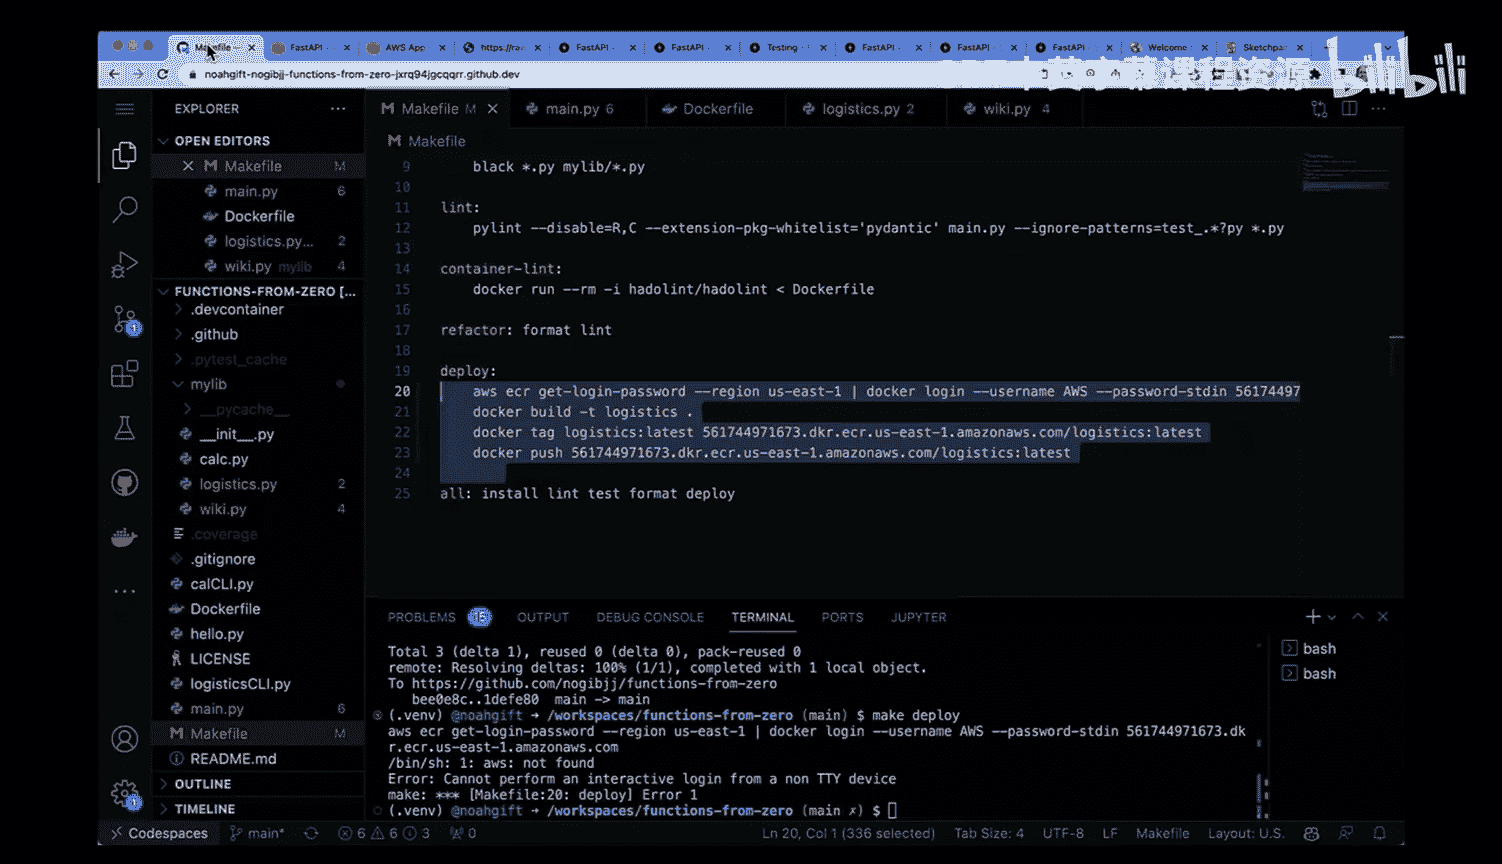 Makefile
FastAPI
AWS App
https://ra
FastAPI
FastAPI
Testing
FastAPI
FastAPI
FastAPI
Welcome
Sketchpa
noahgift-nogibjj-functions-from-zero-jxrq94jgcqqrr.github.dev
中英字幕课程资源
bilibili
EXPLORER
OPEN EDITORS
Makefile M
main.py 6
Dockerfile
logistics.py... 2
wiki.py mylib 4
FUNCTIONS-FROM-ZERO [...
.devcontainer
.github
.pytest_cache
mylib
__pycache__
__init__.py
calc.py
logistics.py 2
wiki.py 4
.coverage
.gitignore
calCLI.py
Dockerfile
hello.py
LICENSE
logisticsCLI.py
main.py 6
Makefile M
README.md
OUTLINE
TIMELINE
Makefile M
main.py 6
Dockerfile
logistics.py 2
wiki.py 4
Makefile
9 black *.py mylib/*.py
10
11 lint:
12 pylint --disable=R,C --extension-pkg-whitelist='pydantic' main.py --ignore-patterns=test_.*?py *.py
13
14 container-lint:
15 docker run --rm -i hadolint/hadolint < Dockerfile
16
17 refactor: format lint
18
19 deploy:
20 aws ecr get-login-password --region us-east-1 | docker login --username AWS --password-stdin 56174497
21 docker build -t logistics .
22 docker tag logistics:latest 561744971673.dkr.ecr.us-east-1.amazonaws.com/logistics:latest
23 docker push 561744971673.dkr.ecr.us-east-1.amazonaws.com/logistics:latest
24
25 all: install lint test format deploy
PROBLEMS 15 OUTPUT DEBUG CONSOLE TERMINAL PORTS JUPYTER
Total 3 (delta 1), reused 0 (delta 0), pack-reused 0
remote: Resolving deltas: 100% (1/1), completed with 1 local object.
To https://github.com/nogibjj/functions-from-zero
bee0e8c..1defe80 main -> main
(.venv) @noahgift → /workspaces/functions-from-zero (main) $ make deploy
aws ecr get-login-password --region us-east-1 | docker login --username AWS --password-stdin 561744971673.dk
r.ecr.us-east-1.amazonaws.com
/bin/sh: 1: aws: not found
Error: Cannot perform an interactive login from a non TTY device
make: *** [Makefile:20: deploy] Error 1
(.venv) @noahgift → /workspaces/functions-from-zero (main ✗) $
bash
bash
Codespaces main* 6 6 3 0 Ln 20, Col 1 (336 selected) Tab Size: 4 UTF-8 LF Makefile Layout: U.S.